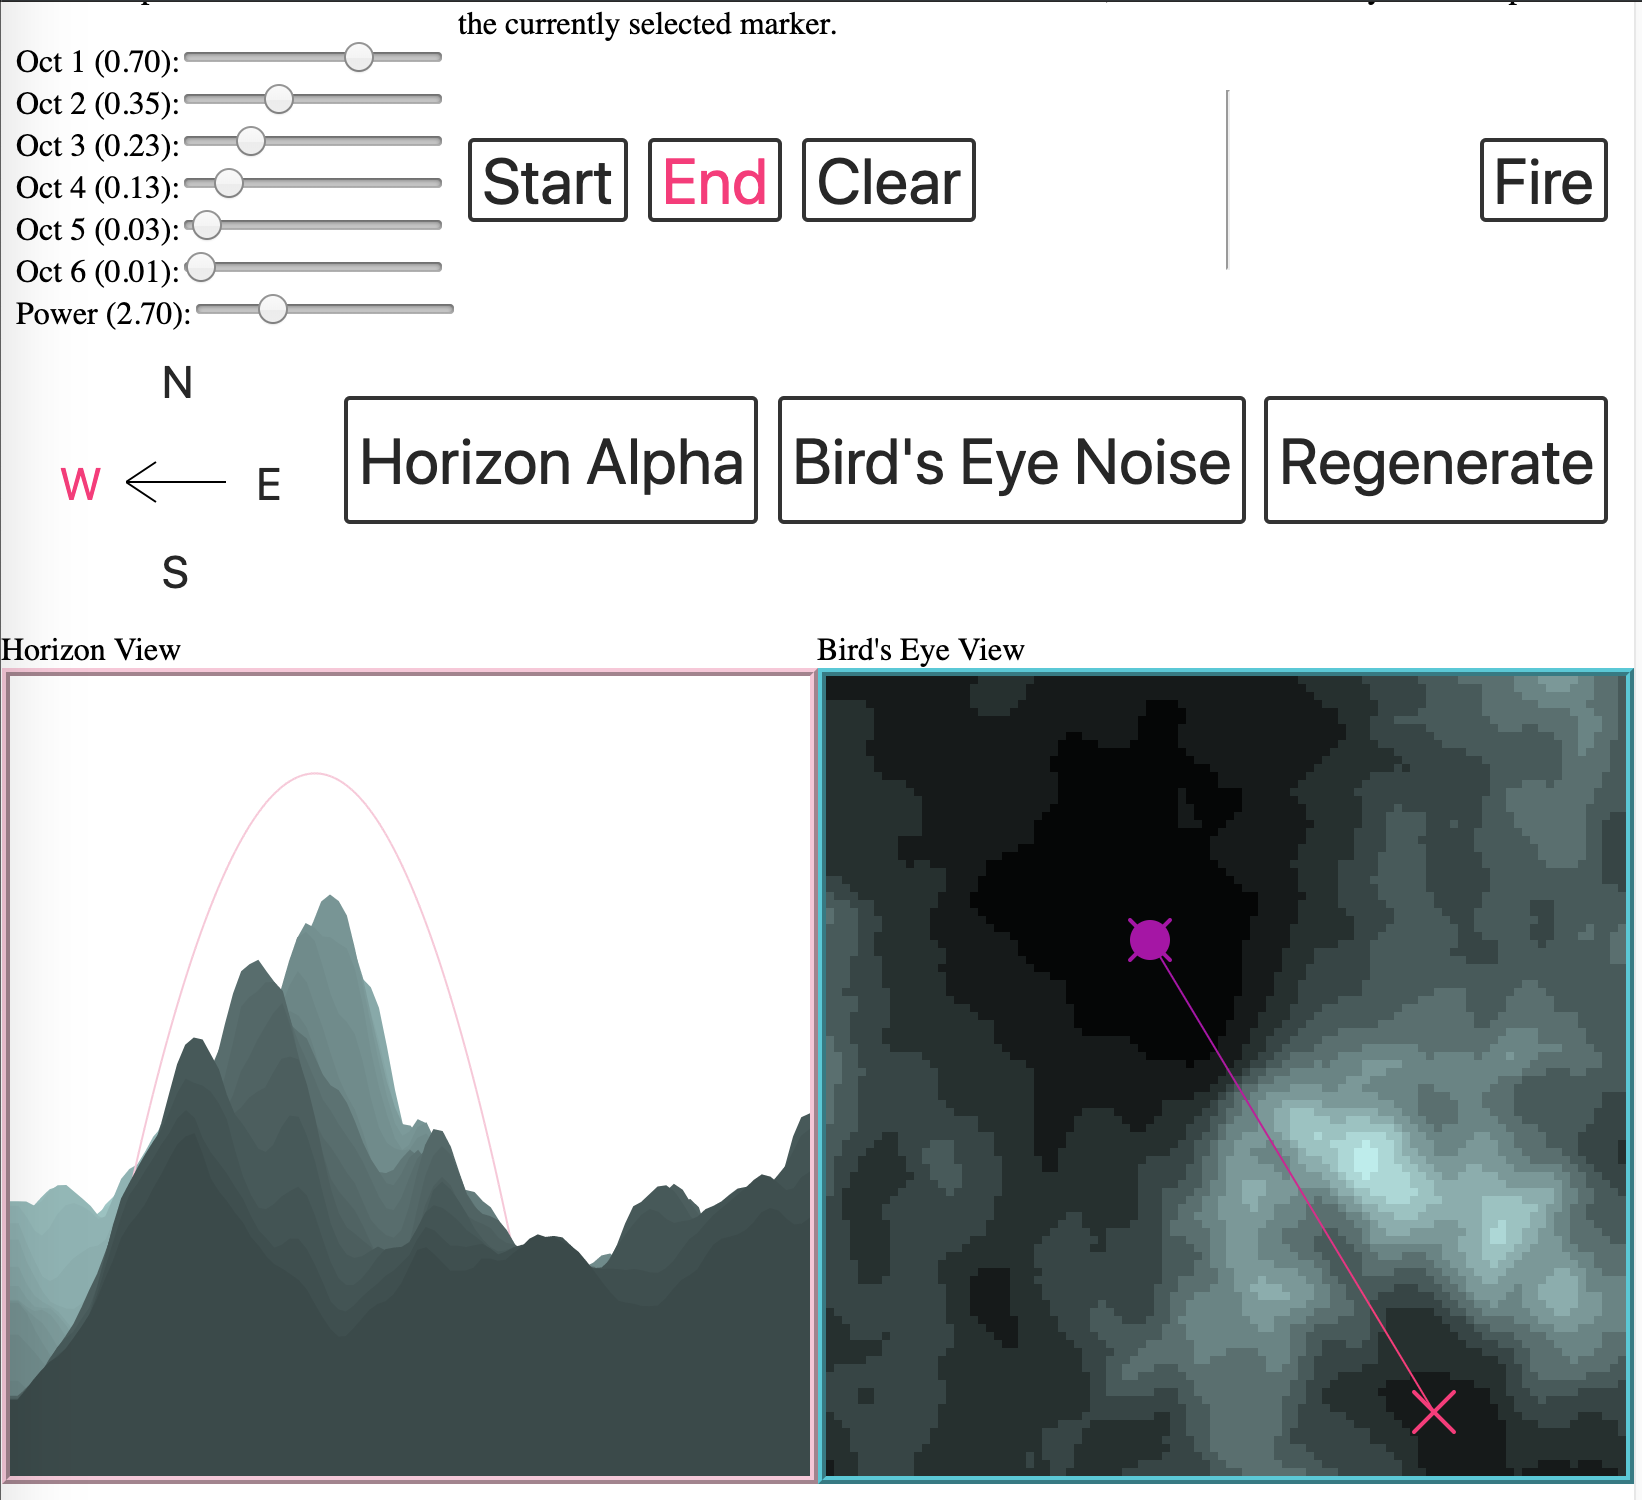 the currently selected marker.
Oct 1 (0.70):
Oct 2 (0.35):
Oct 3 (0.23):
Oct 4 (0.13):
Oct 5 (0.03):
Oct 6 (0.01):
Power (2.70):
Start End Clear Fire
N
W E
S
Horizon Alpha Bird's Eye Noise Regenerate
Horizon View Bird's Eye View